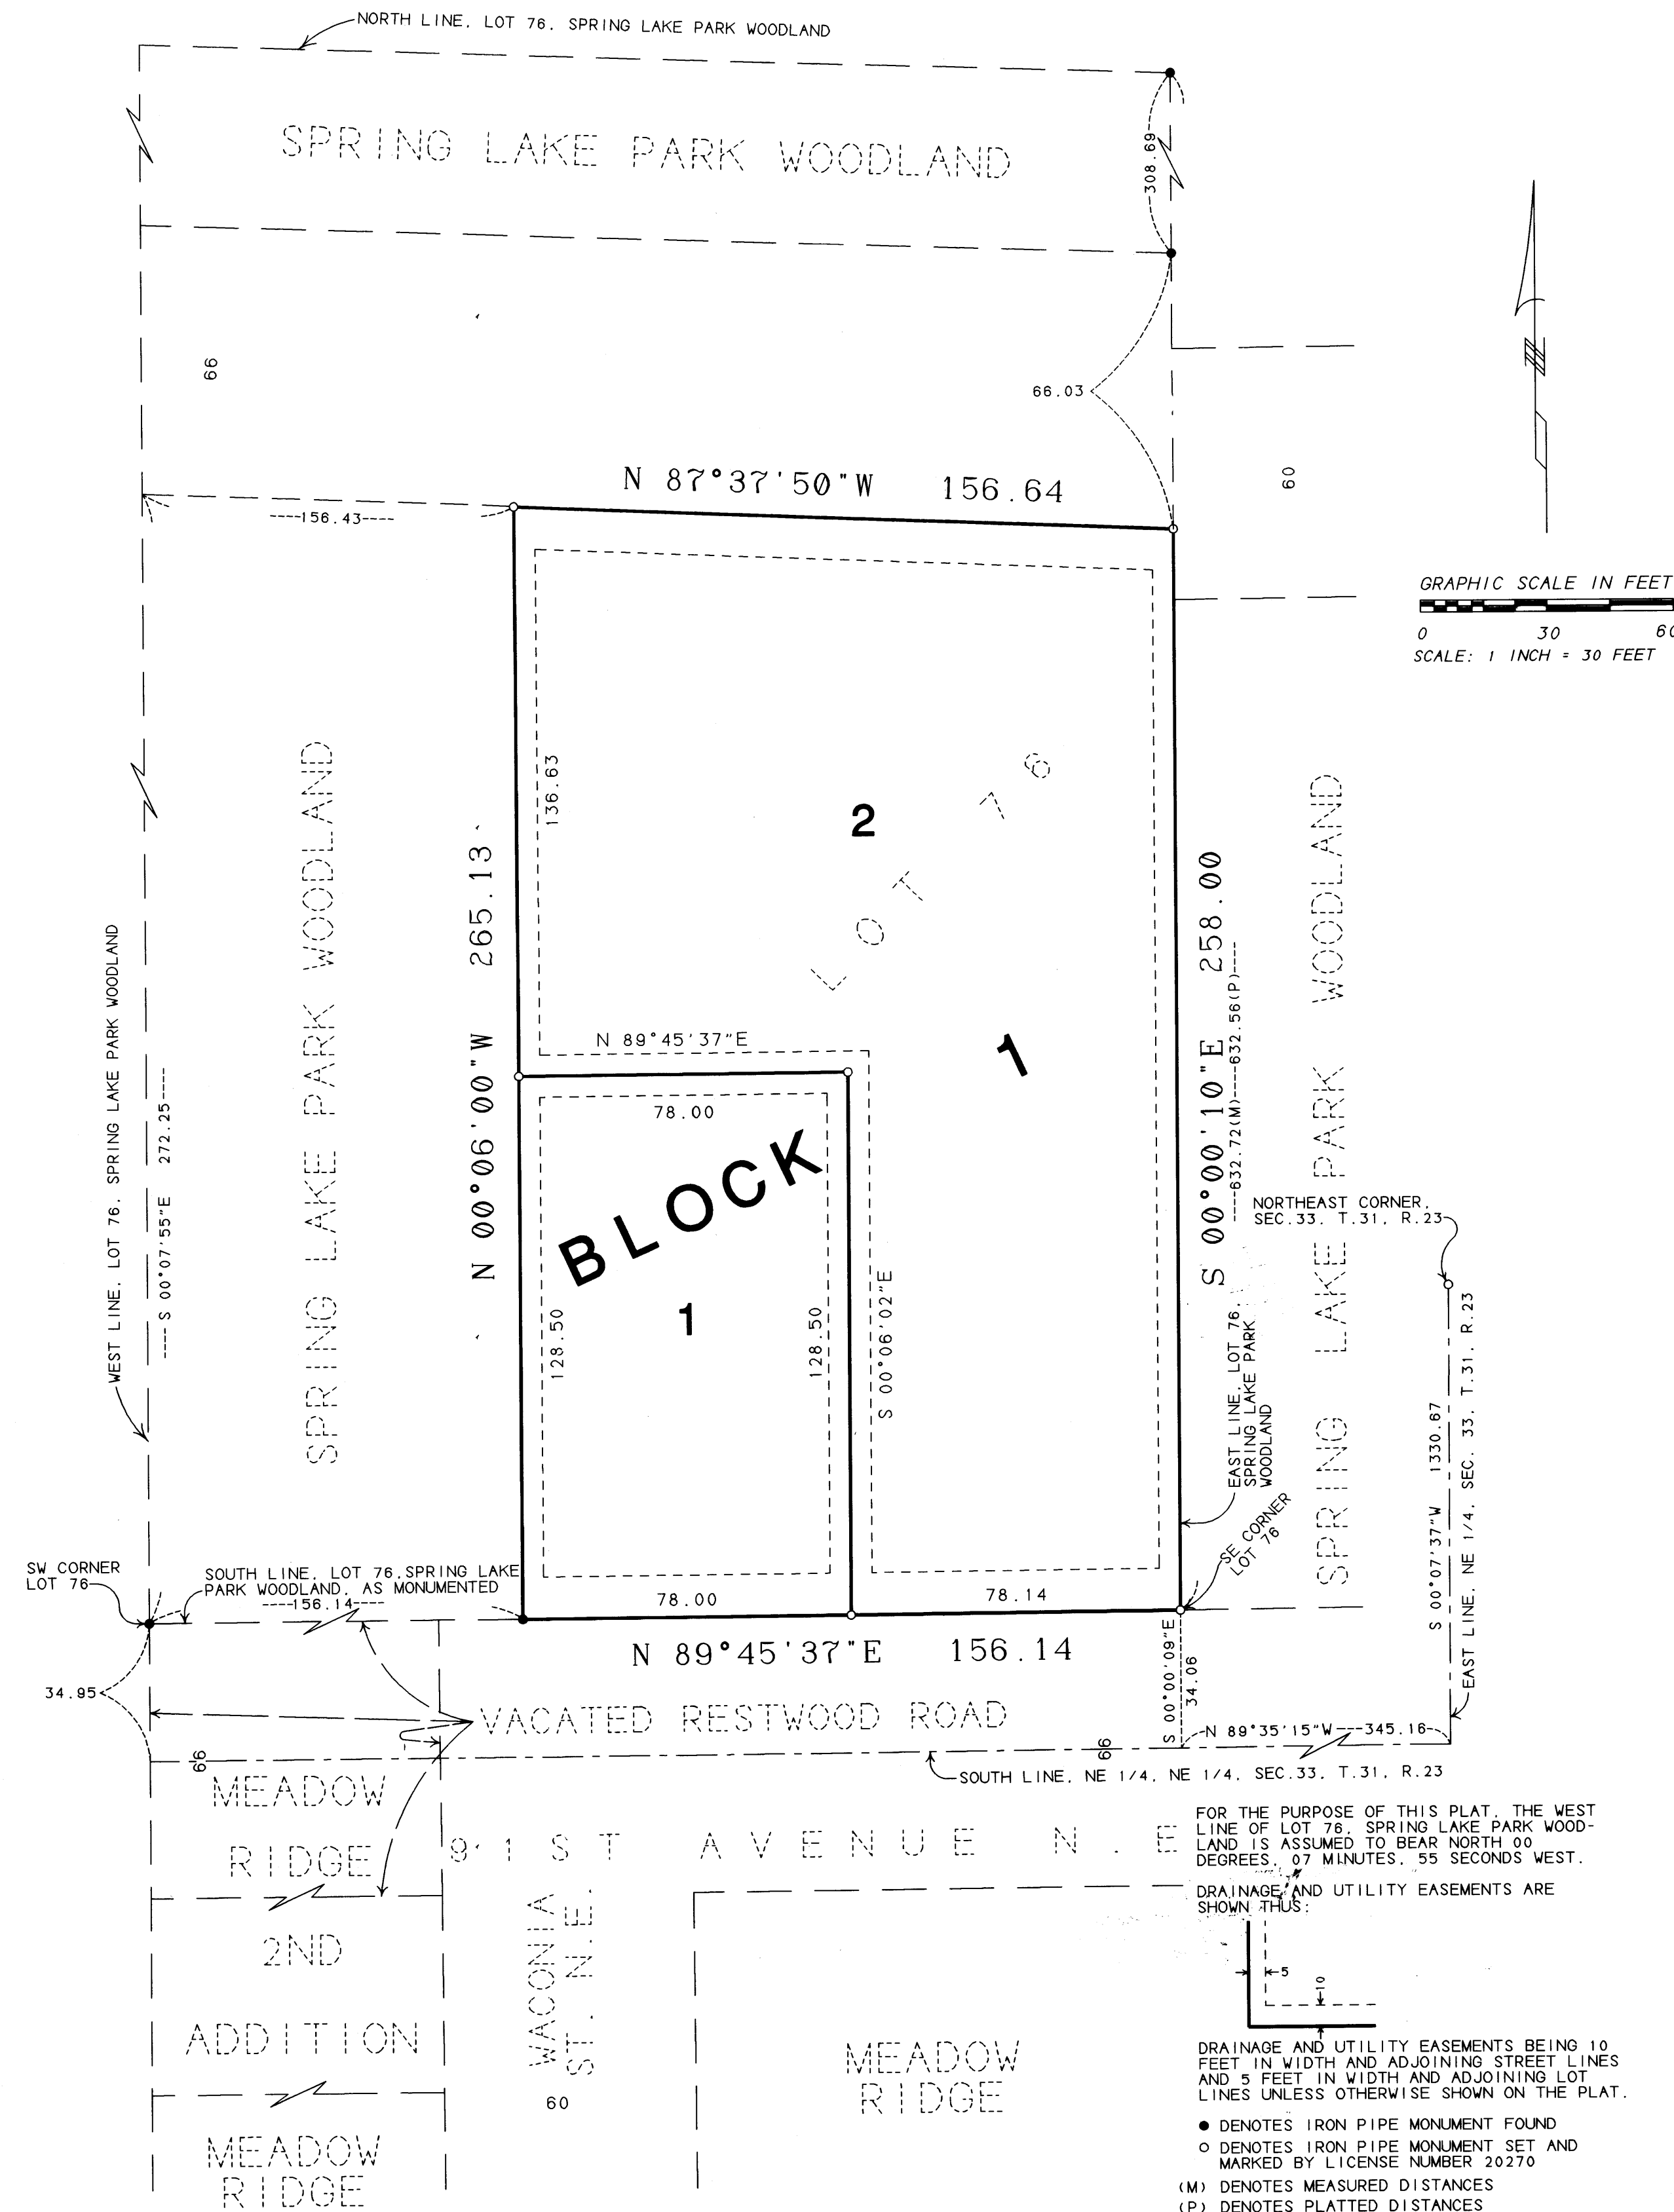 NORTH LINE, LOT 76, SPRING LAKE PARK WOODLAND
SPRING LAKE PARK WOODLAND
308.69
66
66.03
60
N 87°37'50"W 156.64
----156.43----
N
GRAPHIC SCALE IN FEET
0 30 60
SCALE: 1 INCH = 30 FEET
136.63
2
LOT 76
SPRING LAKE PARK WOODLAND
N 00°06'00"W 265.13
S 00°00'10"E 258.00
----632.72(M)----632.56(P)----
SPRING LAKE PARK WOODLAND
WEST LINE, LOT 76, SPRING LAKE PARK WOODLAND
---- S 00°07'55"E 272.25----
N 89°45'37"E
78.00
BLOCK 1
1
128.50
128.50
S 00°06'02"E
NORTHEAST CORNER,
SEC.33, T.31, R.23
EAST LINE, LOT 76,
SPRING LAKE PARK
WOODLAND
S 00°07'37"W 1330.67
EAST LINE, NE 1/4, SEC. 33, T.31, R.23
SE CORNER
LOT 76
SW CORNER
LOT 76
SOUTH LINE, LOT 76,SPRING LAKE
PARK WOODLAND, AS MONUMENTED
----156.14----
78.00
78.14
N 89°45'37"E 156.14
34.95
S 00°00'09"E
34.06
VACATED RESTWOOD ROAD
N 89°35'15"W---345.16
66
66
SOUTH LINE, NE 1/4, NE 1/4, SEC.33, T.31, R.23
MEADOW
RIDGE
2ND
ADDITION
MEADOW
RIDGE
91ST AVENUE N.E
WACONIA
ST. N.E.
60
MEADOW
RIDGE
FOR THE PURPOSE OF THIS PLAT, THE WEST
LINE OF LOT 76, SPRING LAKE PARK WOOD-
LAND IS ASSUMED TO BEAR NORTH 00
DEGREES, 07 MINUTES, 55 SECONDS WEST.
DRAINAGE AND UTILITY EASEMENTS ARE
SHOWN THUS:
5
10
DRAINAGE AND UTILITY EASEMENTS BEING 10
FEET IN WIDTH AND ADJOINING STREET LINES
AND 5 FEET IN WIDTH AND ADJOINING LOT
LINES UNLESS OTHERWISE SHOWN ON THE PLAT.
● DENOTES IRON PIPE MONUMENT FOUND
○ DENOTES IRON PIPE MONUMENT SET AND
MARKED BY LICENSE NUMBER 20270
(M) DENOTES MEASURED DISTANCES
(P) DENOTES PLATTED DISTANCES